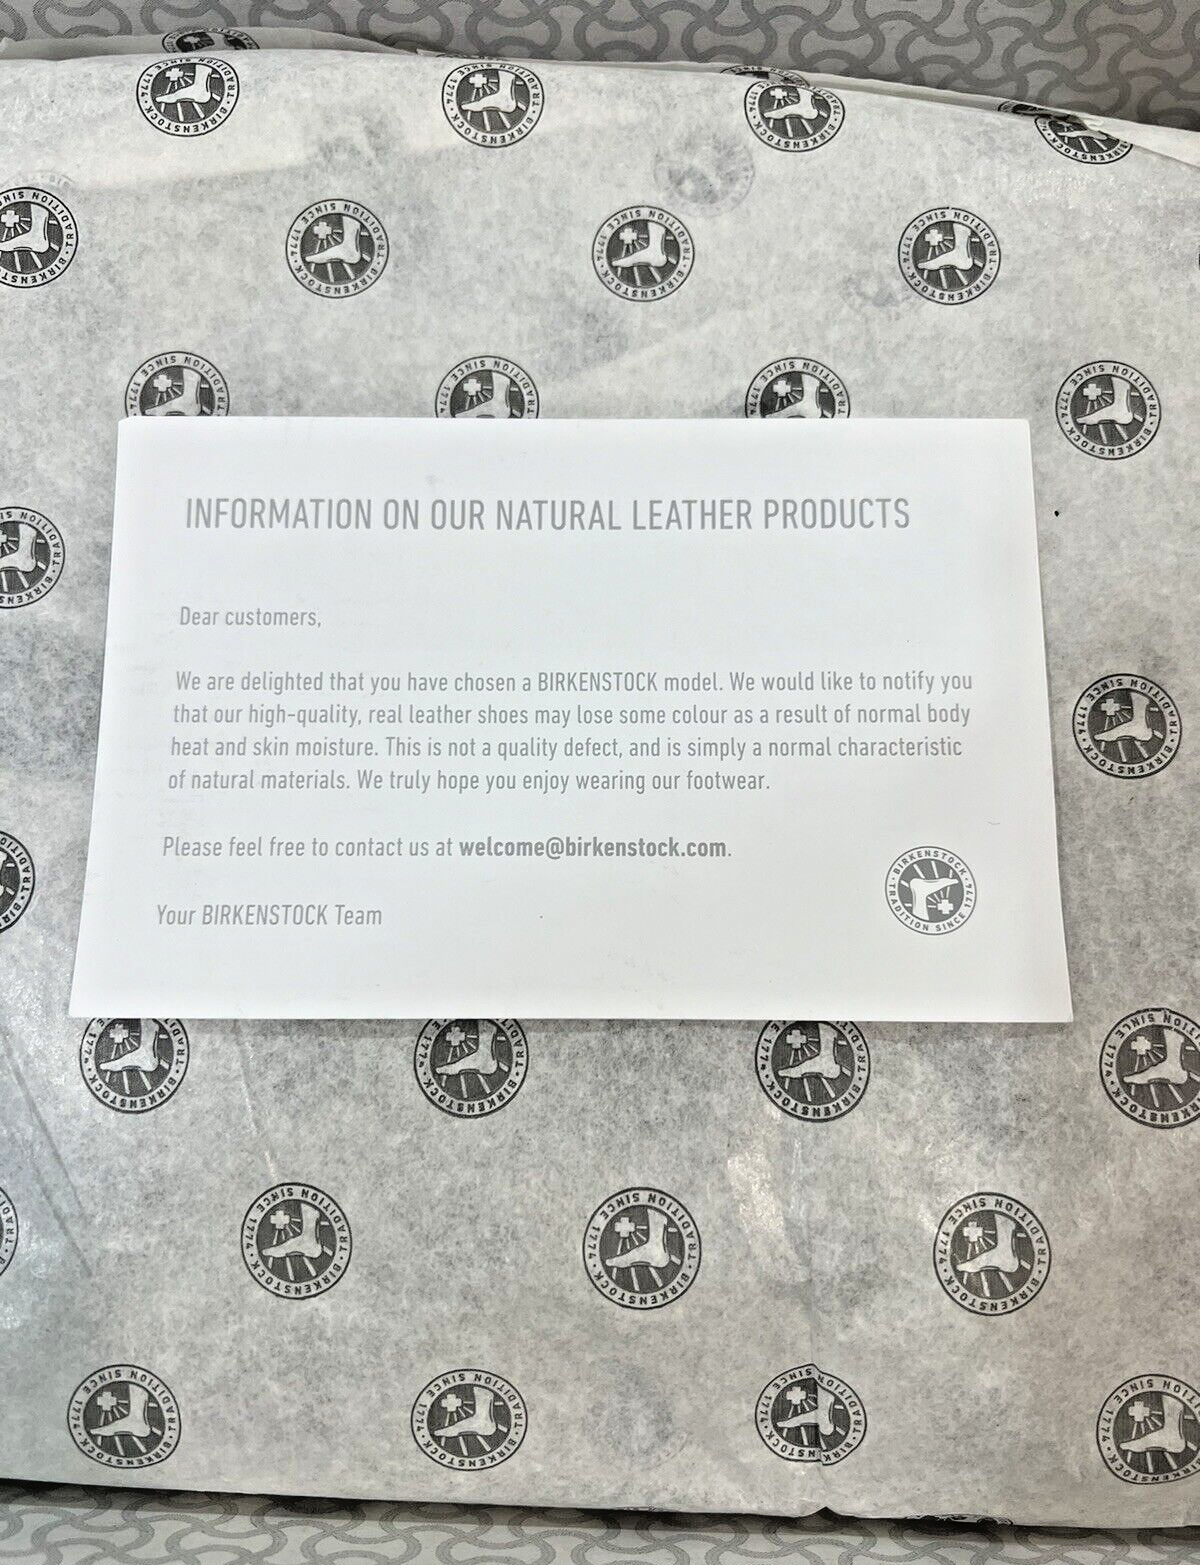 INFORMATION ON OUR NATURAL LEATHER PRODUCTS
Dear customers,
We are delighted that you have chosen a BIRKENSTOCK model. We would like to notify you
that our high-quality, real leather shoes may lose some colour as a result of normal body
heat and skin moisture. This is not a quality defect, and is simply a normal characteristic
of natural materials. We truly hope you enjoy wearing our footwear.
Please feel free to contact us at welcome@birkenstock.com.
Your BIRKENSTOCK Team
BIRKENSTOCK · TRADITION SINCE 1774 ·